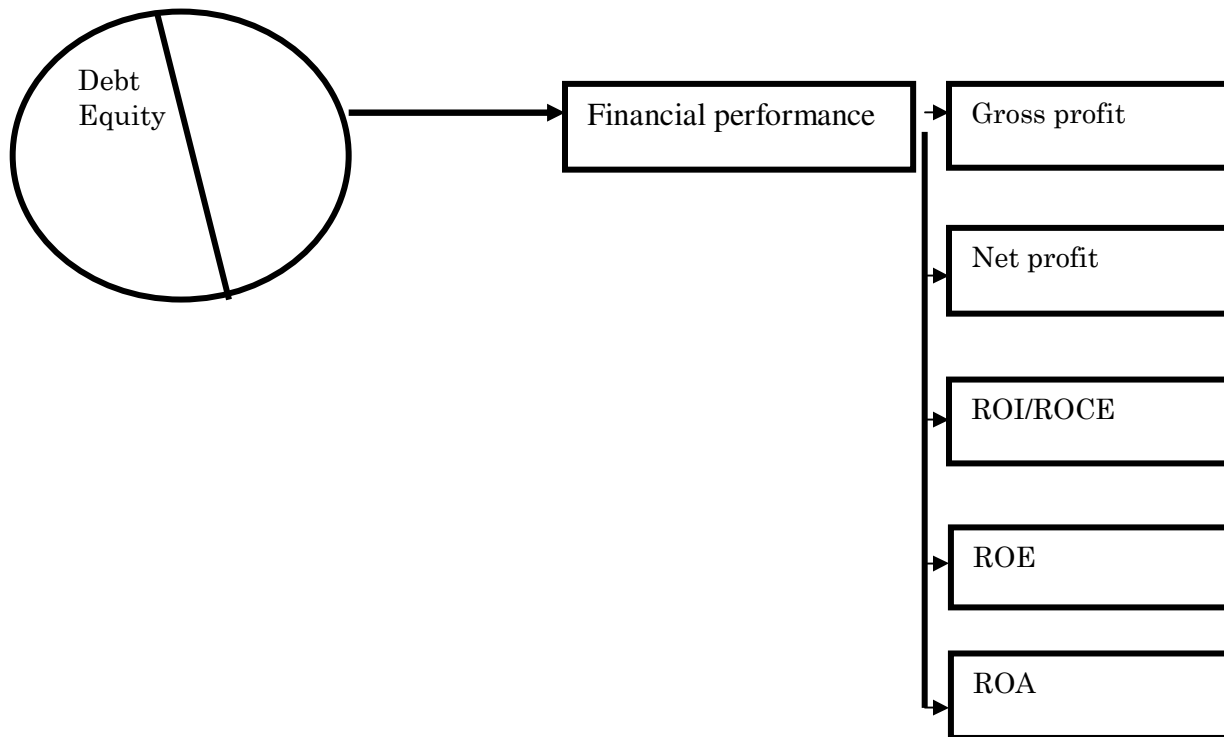 Debt
Equity
Financial performance
Gross profit
Net profit
ROI/ROCE
ROE
ROA